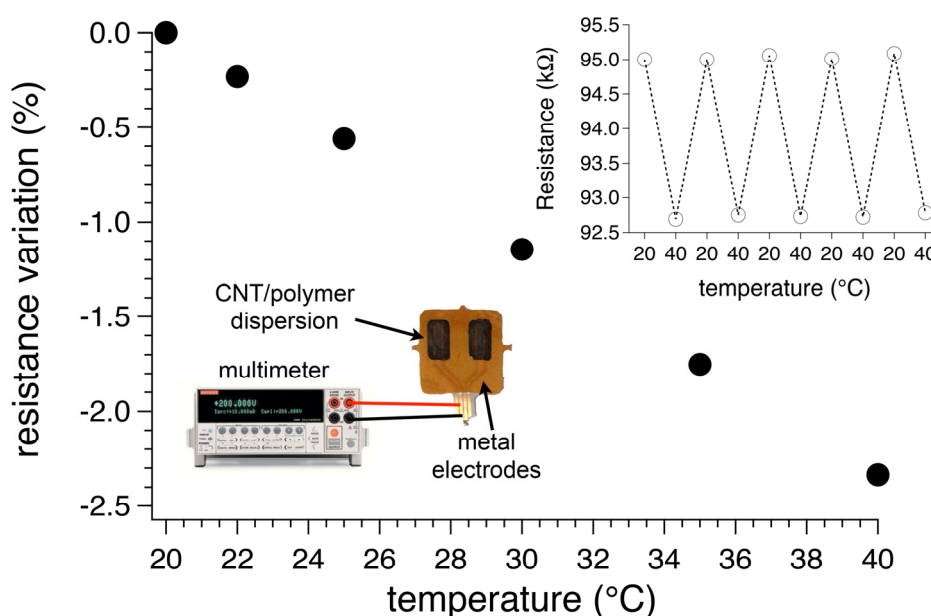 0.0
-0.5
-1.0
-1.5
-2.0
-2.5
resistance variation (%)
20
22
24
26
28
30
32
34
36
38
40
temperature (°C)
95.5
95.0
94.5
94.0
93.5
93.0
92.5
Resistance (kΩ)
20 40 20 40 20 40 20 40 20 40
temperature (°C)
CNT/polymer
dispersion
multimeter
+200.000V
metal
electrodes